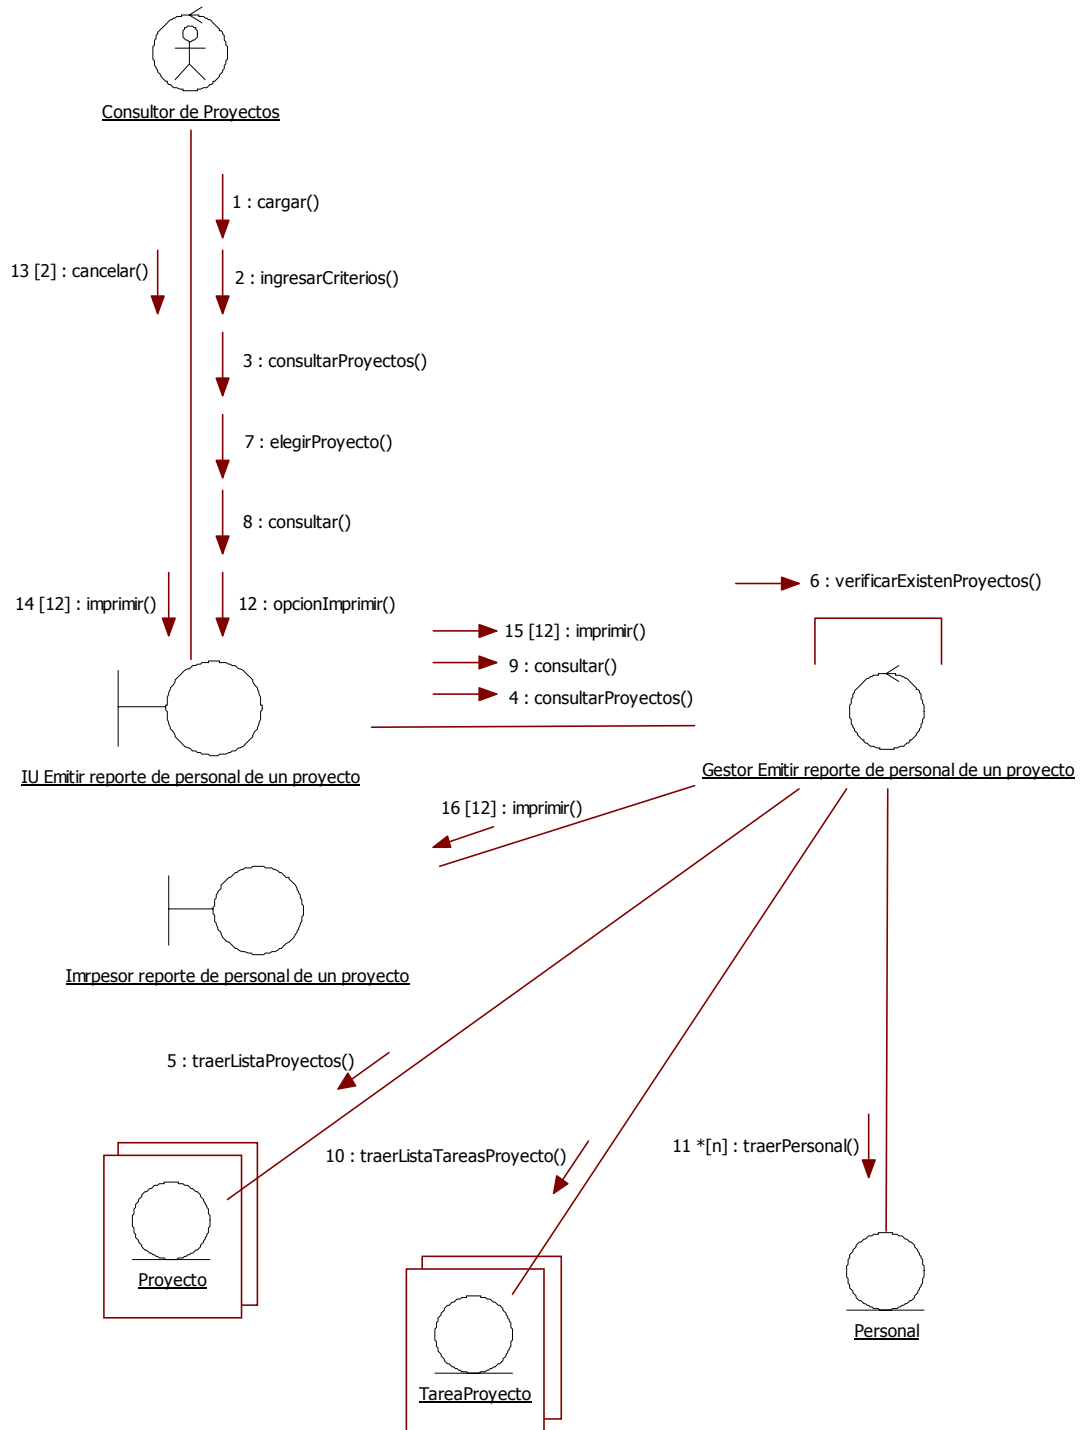 Consultor de Proyectos
1 : cargar()
13 [2] : cancelar()
2 : ingresarCriterios()
3 : consultarProyectos()
7 : elegirProyecto()
8 : consultar()
6 : verificarExistenProyectos()
14 [12] : imprimir()
12 : opcionImprimir()
15 [12] : imprimir()
9 : consultar()
4 : consultarProyectos()
IU Emitir reporte de personal de un proyecto
Gestor Emitir reporte de personal de un proyecto
16 [12] : imprimir()
Imrpesor reporte de personal de un proyecto
5 : traerListaProyectos()
11 *[n] : traerPersonal()
10 : traerListaTareasProyecto()
Proyecto
Personal
TareaProyecto